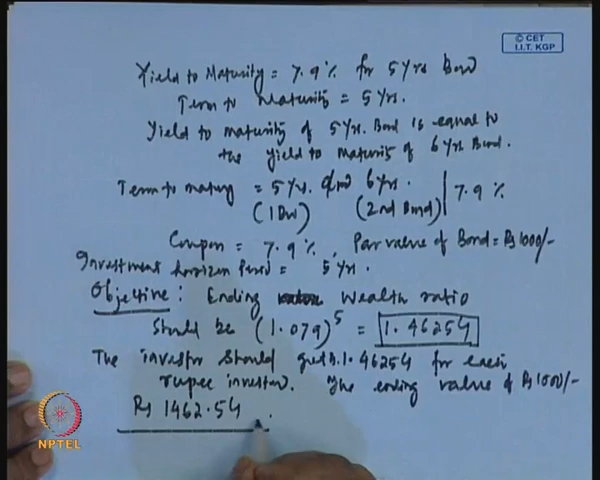 © CET
I.I.T. KGP
Yield to Maturity = 7.9% for 5 Yrs Bond
Term to Maturity = 5 Yrs.
Yield to maturity of 5 Yrs. Bond is equal to
the yield to maturity of 6 Yrs Bond.
Term to maturity = 5 Yrs. and 6 Yrs. | 7.9%
(2nd Bond)
Coupon = 7.9%, Par value of Bond = Rs 1000/-
Investment horizon Period = 5 Yrs.
Objective: Ending Wealth ratio
Should be (1.079)^5 = 1.46254
The investor should get Rs.1.46254 for each
rupee invested. The ending value of Rs 1000/-
Rs 1462.54.
NPTEL